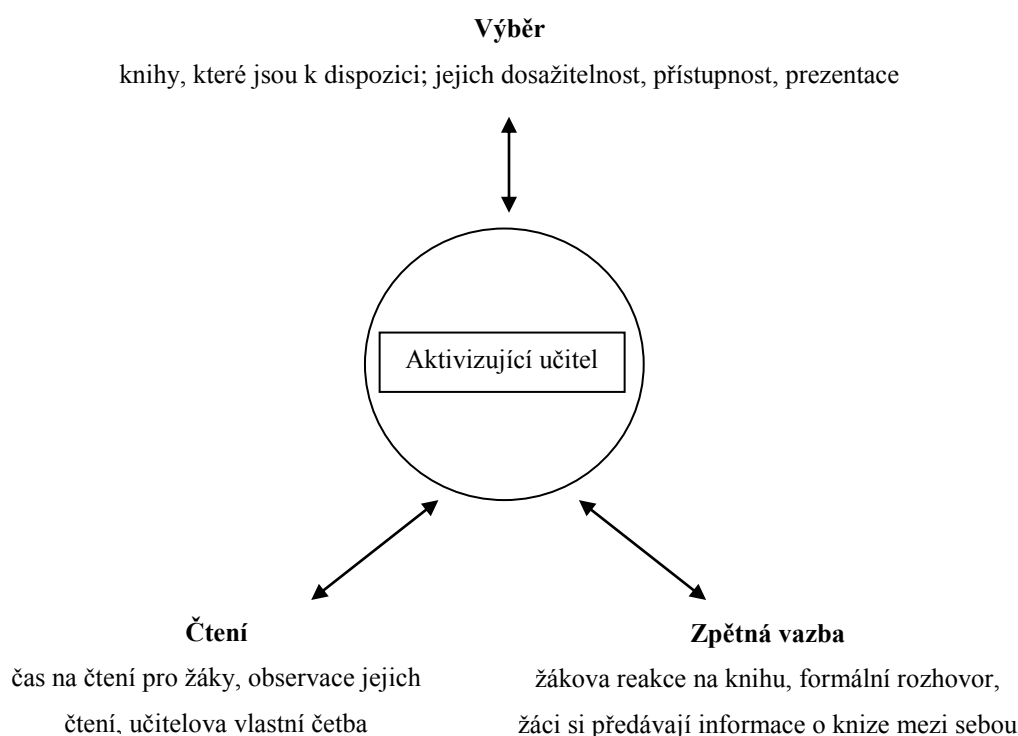 Výběr
knihy, které jsou k dispozici; jejich dosažitelnost, přístupnost, prezentace
Aktivizující učitel
Čtení
čas na čtení pro žáky, observace jejich
čtení, učitelova vlastní četba
Zpětná vazba
žákova reakce na knihu, formální rozhovor,
žáci si předávají informace o knize mezi sebou